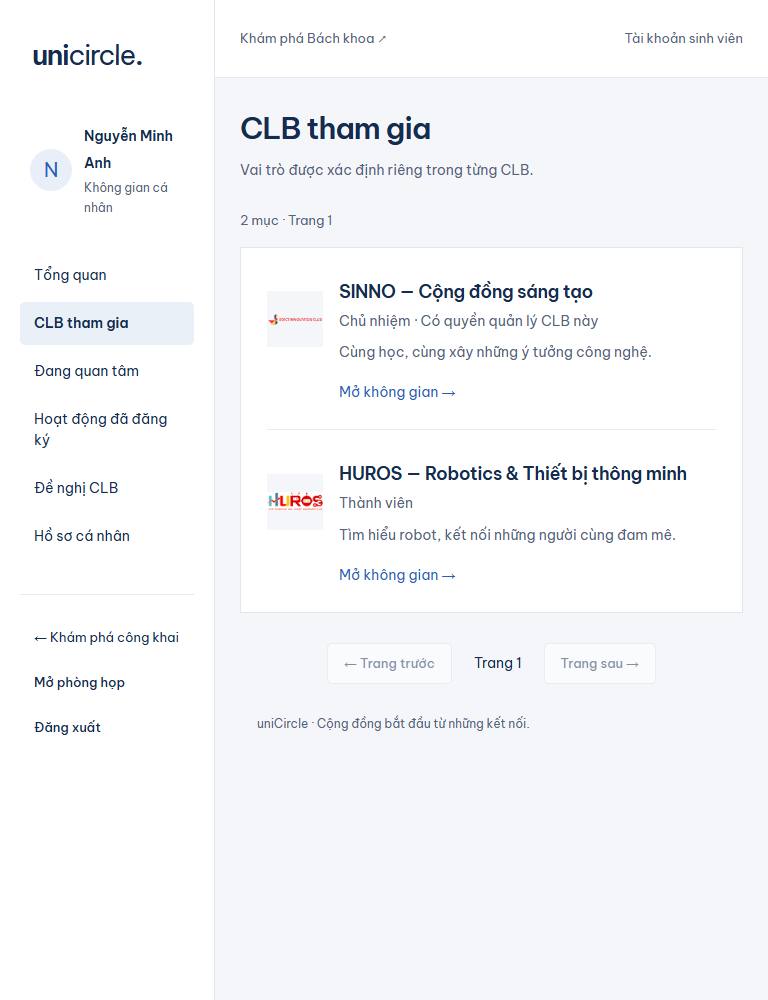 unicircle.
Khám phá Bách khoa ↗
Tài khoản sinh viên
N
Nguyễn Minh
Anh
Không gian cá
nhân
Tổng quan
CLB tham gia
Đang quan tâm
Hoạt động đã đăng
ký
Đề nghị CLB
Hồ sơ cá nhân
← Khám phá công khai
Mở phòng họp
Đăng xuất
CLB tham gia
Vai trò được xác định riêng trong từng CLB.
2 mục · Trang 1
SINNO — Cộng đồng sáng tạo
Chủ nhiệm · Có quyền quản lý CLB này
Cùng học, cùng xây những ý tưởng công nghệ.
Mở không gian →
HUROS
HUROS — Robotics & Thiết bị thông minh
Thành viên
Tìm hiểu robot, kết nối những người cùng đam mê.
Mở không gian →
← Trang trước
Trang 1
Trang sau →
uniCircle · Cộng đồng bắt đầu từ những kết nối.